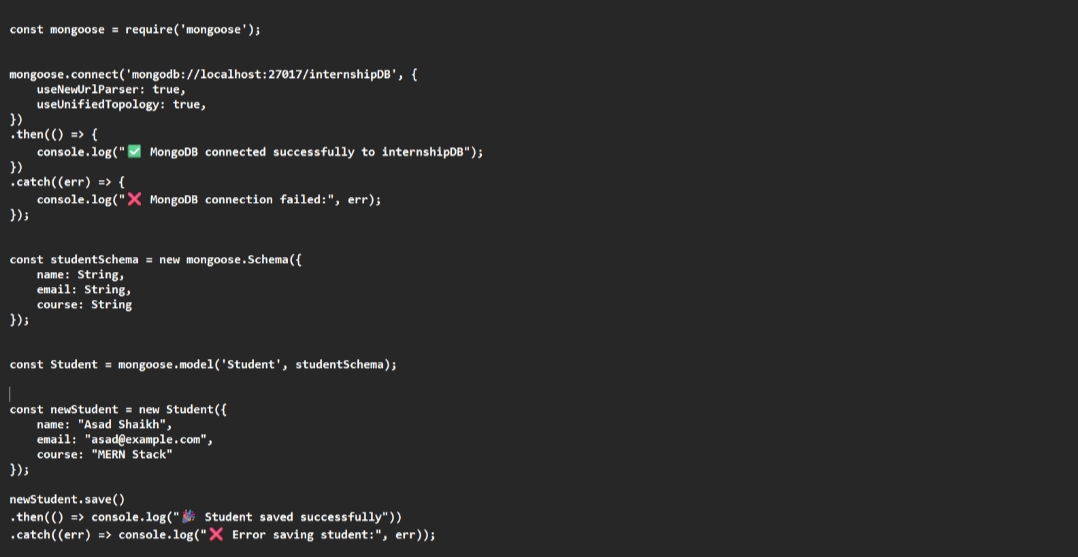 const mongoose = require('mongoose');
mongoose.connect('mongodb://localhost:27017/internshipDB', {
    useNewUrlParser: true,
    useUnifiedTopology: true,
})
.then(() => {
    console.log("✅ MongoDB connected successfully to internshipDB");
})
.catch((err) => {
    console.log("❌ MongoDB connection failed:", err);
});
const studentSchema = new mongoose.Schema({
    name: String,
    email: String,
    course: String
});
const Student = mongoose.model('Student', studentSchema);
const newStudent = new Student({
    name: "Asad Shaikh",
    email: "asad@example.com",
    course: "MERN Stack"
});
newStudent.save()
.then(() => console.log("🎉 Student saved successfully"))
.catch((err) => console.log("❌ Error saving student:", err));